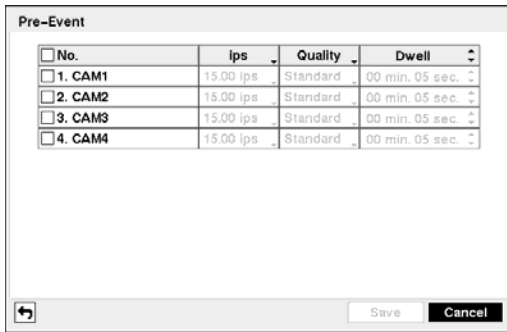 Pre-Event
No. ips Quality Dwell
1. CAM1 15.00 ips Standard 00 min. 05 sec.
2. CAM2 15.00 ips Standard 00 min. 05 sec.
3. CAM3 15.00 ips Standard 00 min. 05 sec.
4. CAM4 15.00 ips Standard 00 min. 05 sec.
Save Cancel